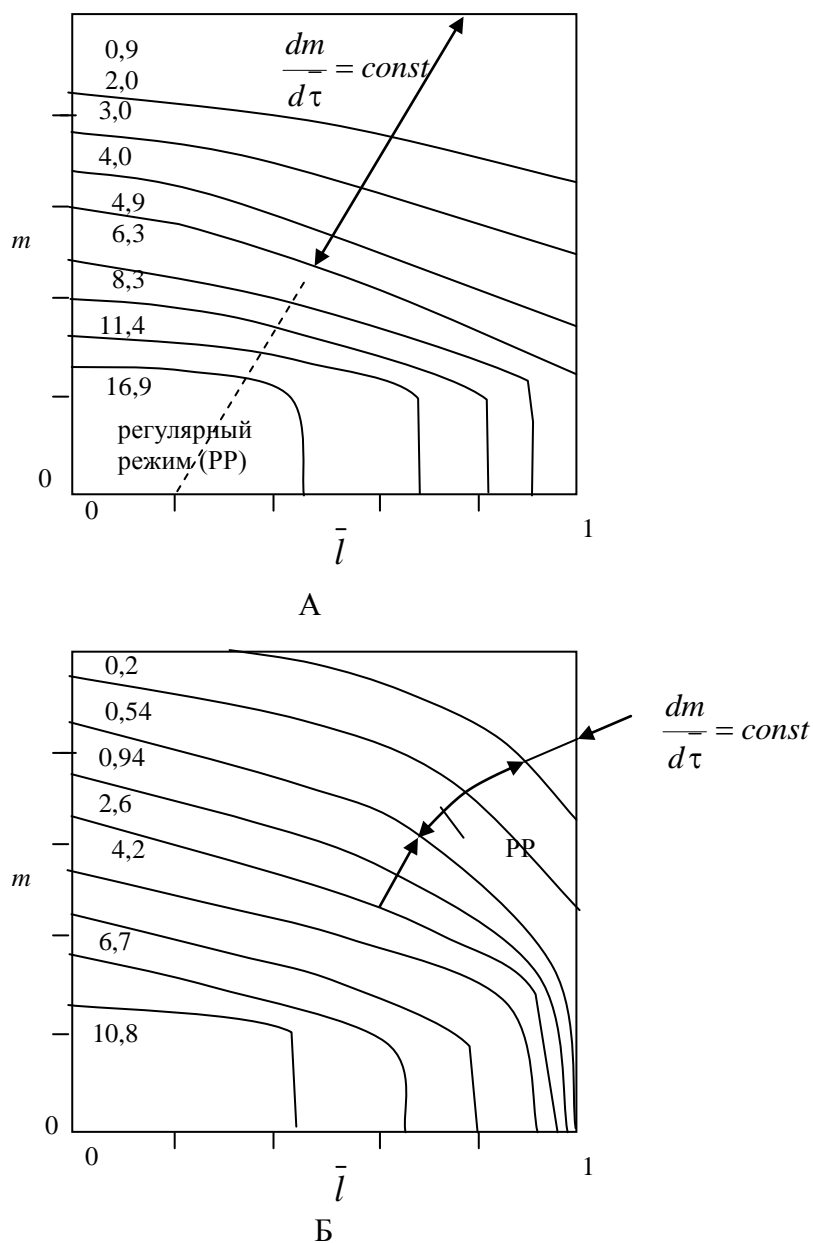 0,9
2,0
3,0
4,0
4,9
6,3
8,3
11,4
16,9
dm
dτ̄ = const
m
регулярный
режим (РР)
0
0
1
l̄
А
0,2
0,54
0,94
2,6
4,2
6,7
10,8
РР
dm
dτ̄ = const
m
0
0
1
l̄
Б